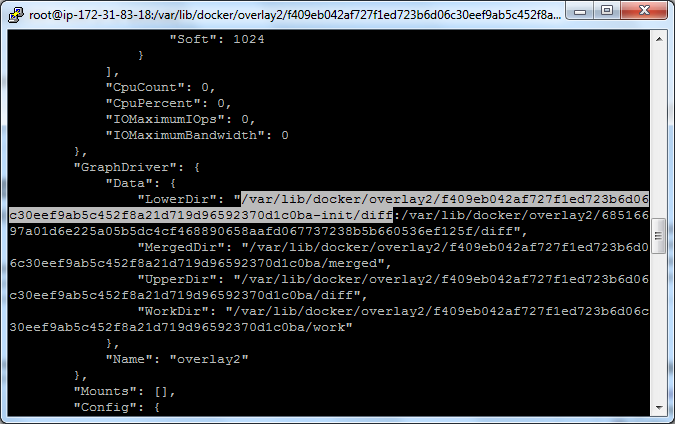 root@ip-172-31-83-18:/var/lib/docker/overlay2/f409eb042af727f1ed723b6d06c30eef9ab5c452f8a...
"Soft": 1024
}
],
"CpuCount": 0,
"CpuPercent": 0,
"IOMaximumIOps": 0,
"IOMaximumBandwidth": 0
},
"GraphDriver": {
"Data": {
"LowerDir": "/var/lib/docker/overlay2/f409eb042af727f1ed723b6d06
c30eef9ab5c452f8a21d719d96592370d1c0ba-init/diff:/var/lib/docker/overlay2/685166
97a01d6e225a05b5dc4cf468890658aafd067737238b5b660536ef125f/diff",
"MergedDir": "/var/lib/docker/overlay2/f409eb042af727f1ed723b6d0
6c30eef9ab5c452f8a21d719d96592370d1c0ba/merged",
"UpperDir": "/var/lib/docker/overlay2/f409eb042af727f1ed723b6d06
c30eef9ab5c452f8a21d719d96592370d1c0ba/diff",
"WorkDir": "/var/lib/docker/overlay2/f409eb042af727f1ed723b6d06c
30eef9ab5c452f8a21d719d96592370d1c0ba/work"
},
"Name": "overlay2"
},
"Mounts": [],
"Config": {